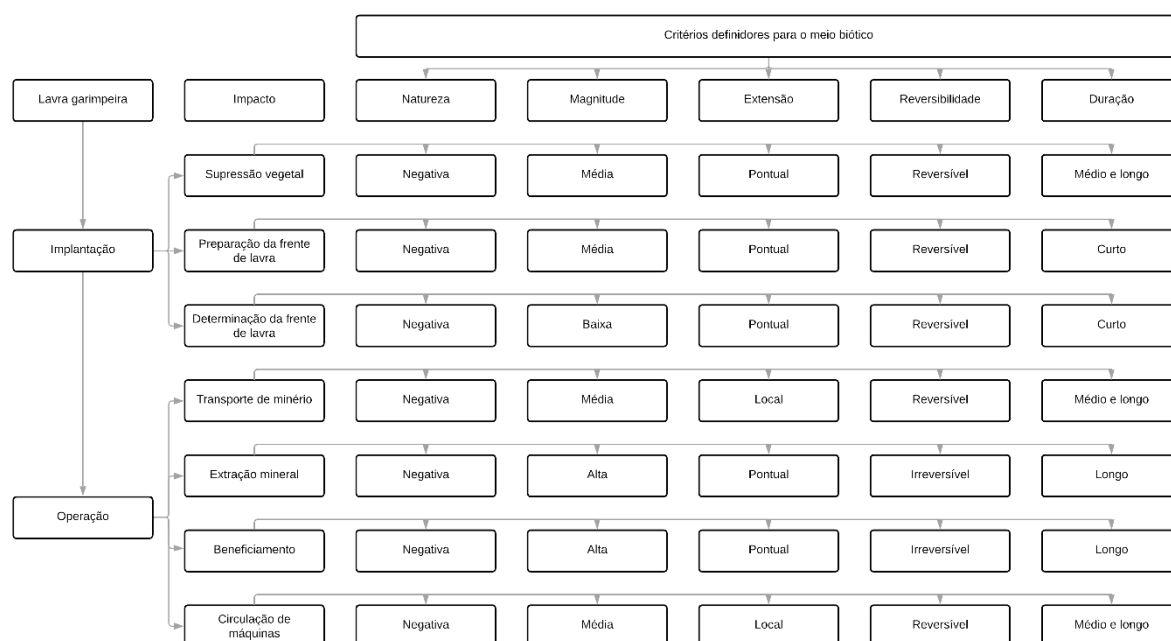 Critérios definidores para o meio biótico
Lavra garimpeira
Impacto
Natureza
Magnitude
Extensão
Reversibilidade
Duração
Supressão vegetal
Negativa
Média
Pontual
Reversível
Médio e longo
Implantação
Preparação da frente
de lavra
Negativa
Média
Pontual
Reversível
Curto
Determinação da frente
de lavra
Negativa
Baixa
Pontual
Reversível
Curto
Transporte de minério
Negativa
Média
Local
Reversível
Médio e longo
Extração mineral
Negativa
Alta
Pontual
Irreversível
Longo
Operação
Beneficiamento
Negativa
Alta
Pontual
Irreversível
Longo
Circulação de
máquinas
Negativa
Média
Local
Reversível
Médio e longo